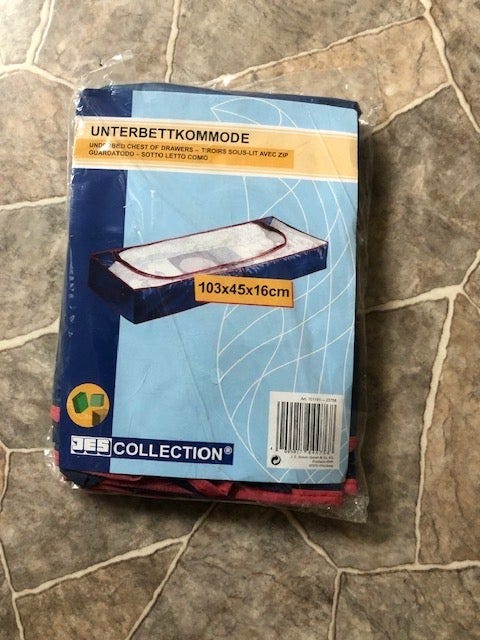 UNTERBETTKOMMODE
UNDERBED CHEST OF DRAWERS – TIROIRS SOUS-LIT AVEC ZIP
GUARDATODO – SOTTO LETTO COMÒ
103x45x16cm
JES COLLECTION®